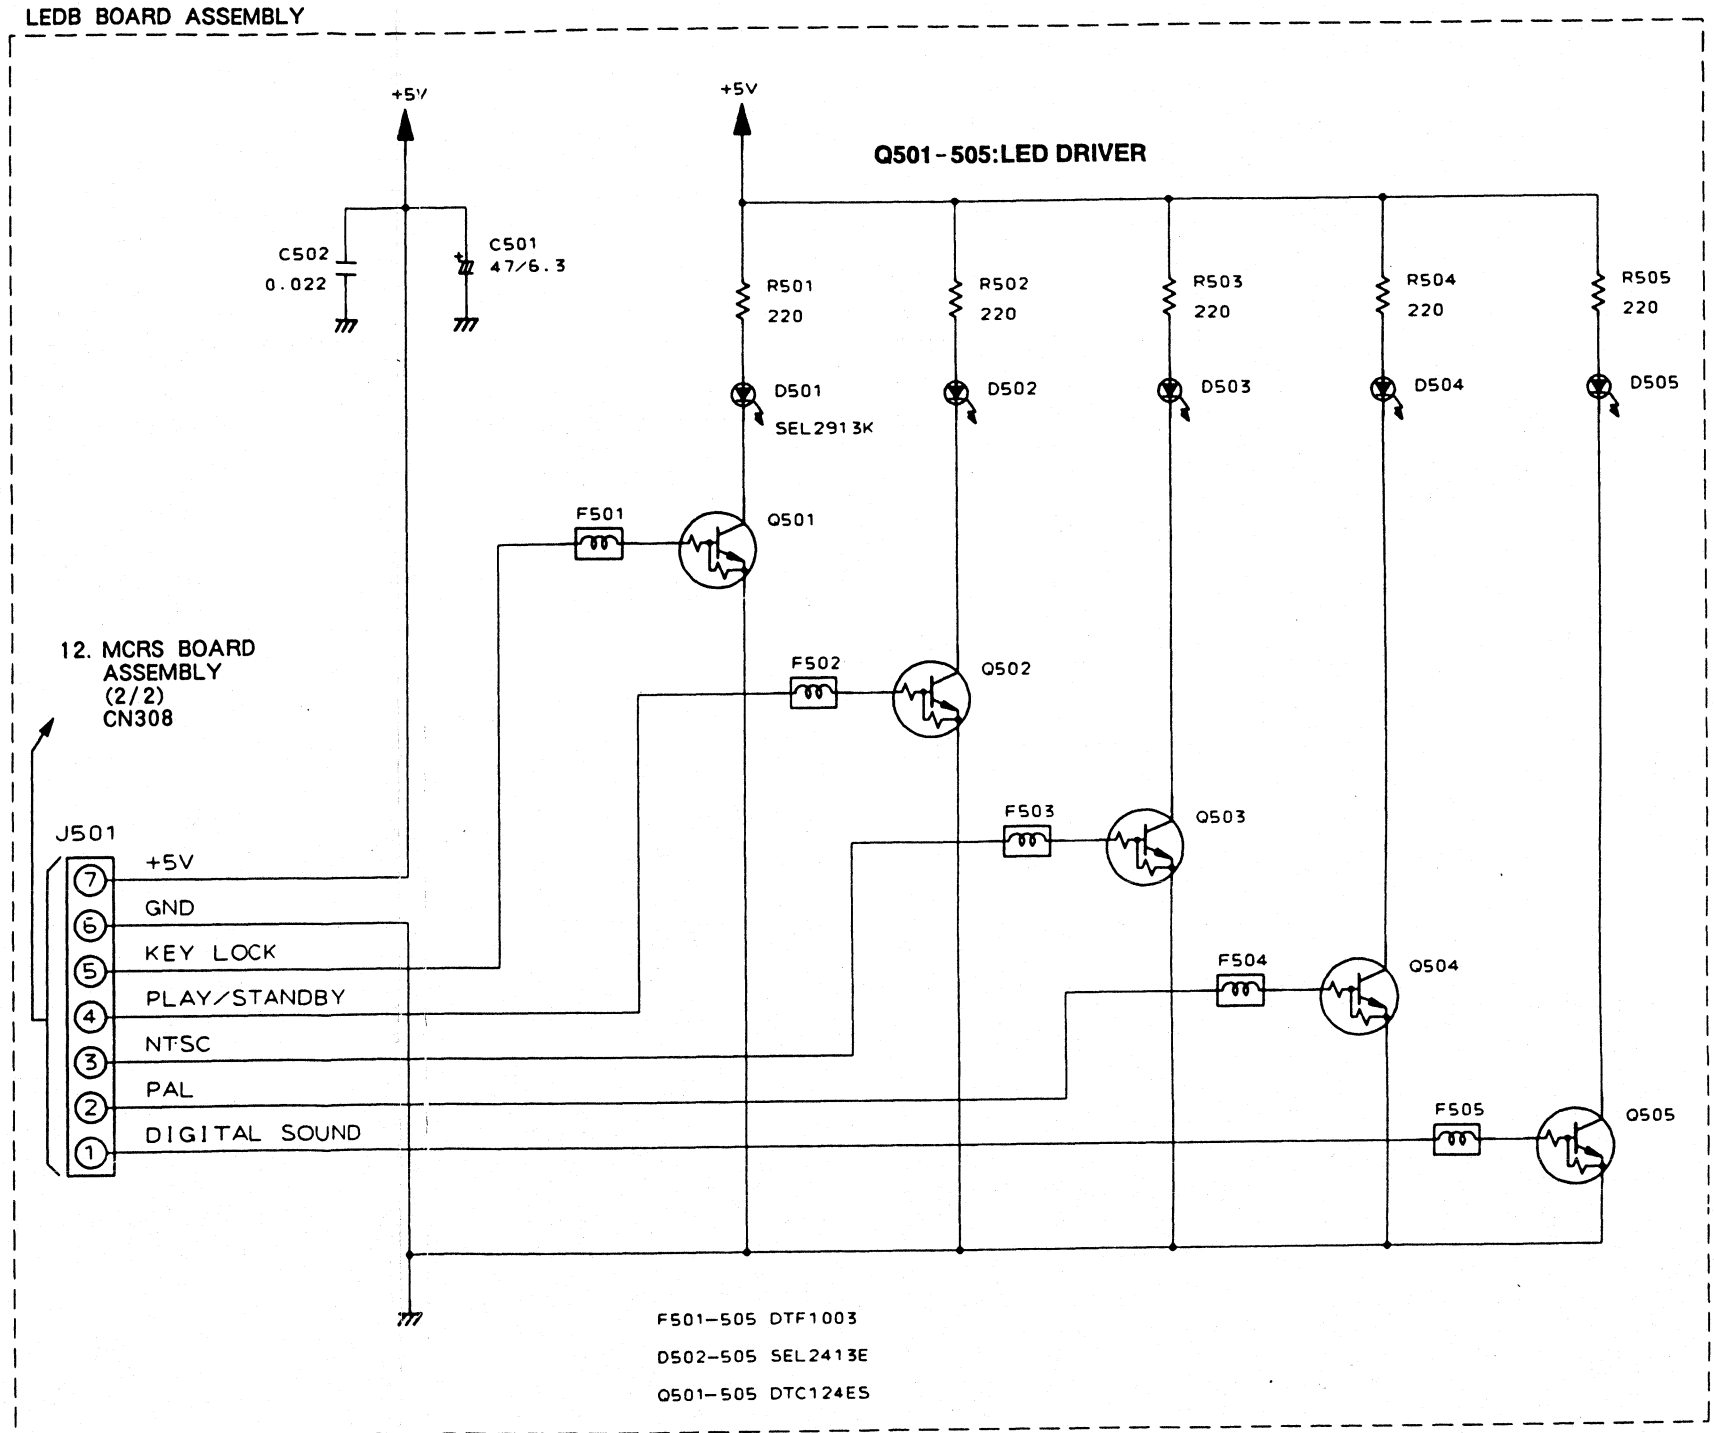 LEDB BOARD ASSEMBLY
+5V
+5V
Q501-505:LED DRIVER
C502
0.022
C501
+
47/6.3
R501
220
R502
220
R503
220
R504
220
R505
220
D501
SEL2913K
D502
D503
D504
D505
F501
Q501
F502
Q502
F503
Q503
F504
Q504
F505
Q505
12. MCRS BOARD
ASSEMBLY
(2/2)
CN308
J501
7 +5V
6 GND
5 KEY LOCK
4 PLAY/STANDBY
3 NTSC
2 PAL
1 DIGITAL SOUND
F501-505 DTF1003
D502-505 SEL2413E
Q501-505 DTC124ES